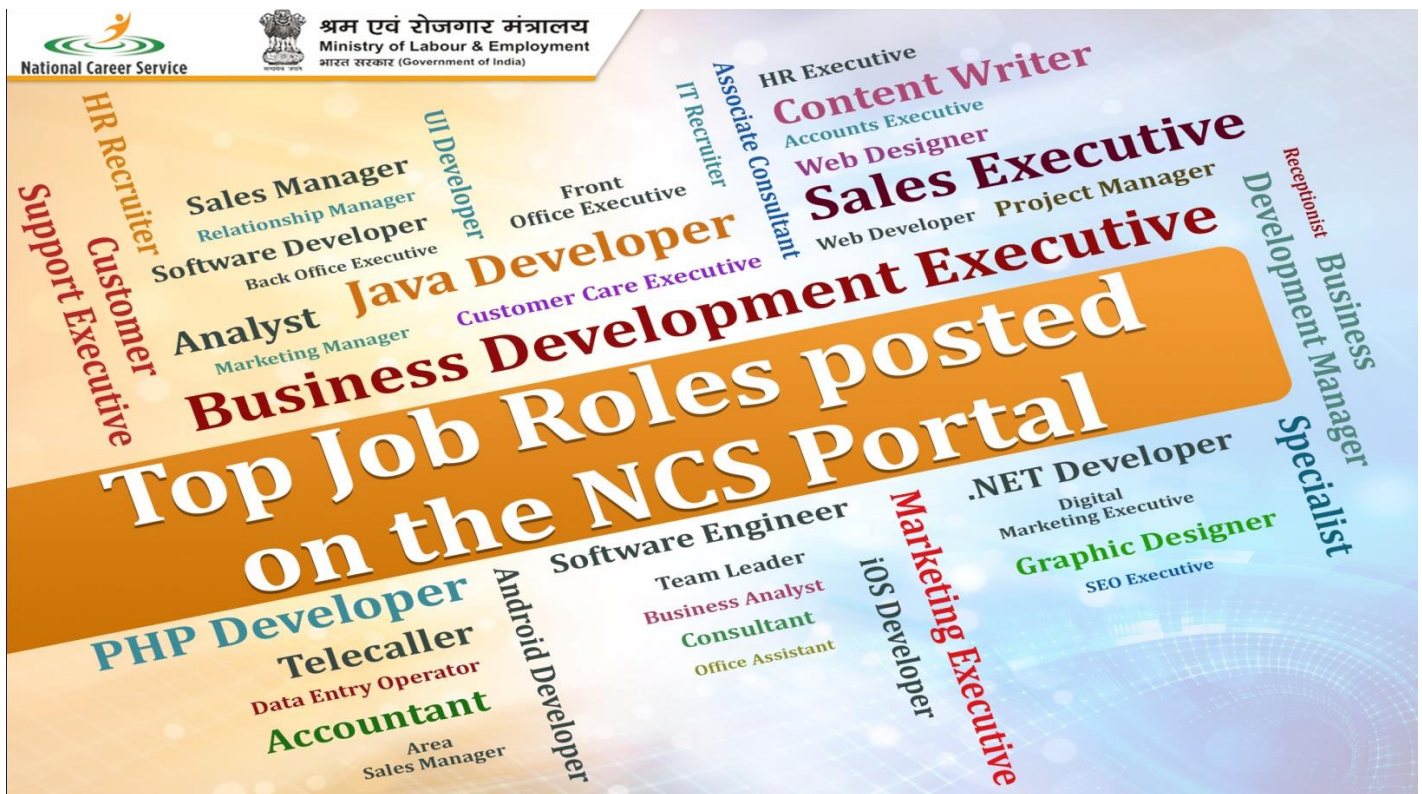 National Career Service
श्रम एवं रोजगार मंत्रालय
Ministry of Labour & Employment
भारत सरकार (Government of India)
सत्यमेव जयते
HR Recruiter
Support Executive
Customer
Sales Manager
Relationship Manager
Software Developer
Back Office Executive
Analyst
Marketing Manager
UI Developer
Front
Office Executive
Java Developer
Customer Care Executive
IT Recruiter
Associate Consultant
HR Executive
Content Writer
Accounts Executive
Web Designer
Sales Executive
Web Developer
Project Manager
Business Development Executive
Receptionist
Business
Development Manager
Specialist
Top Job Roles posted
on the NCS Portal
PHP Developer
Telecaller
Data Entry Operator
Accountant
Area
Sales Manager
Android Developer
Software Engineer
Team Leader
Business Analyst
Consultant
Office Assistant
iOS Developer
Marketing Executive
.NET Developer
Digital
Marketing Executive
Graphic Designer
SEO Executive